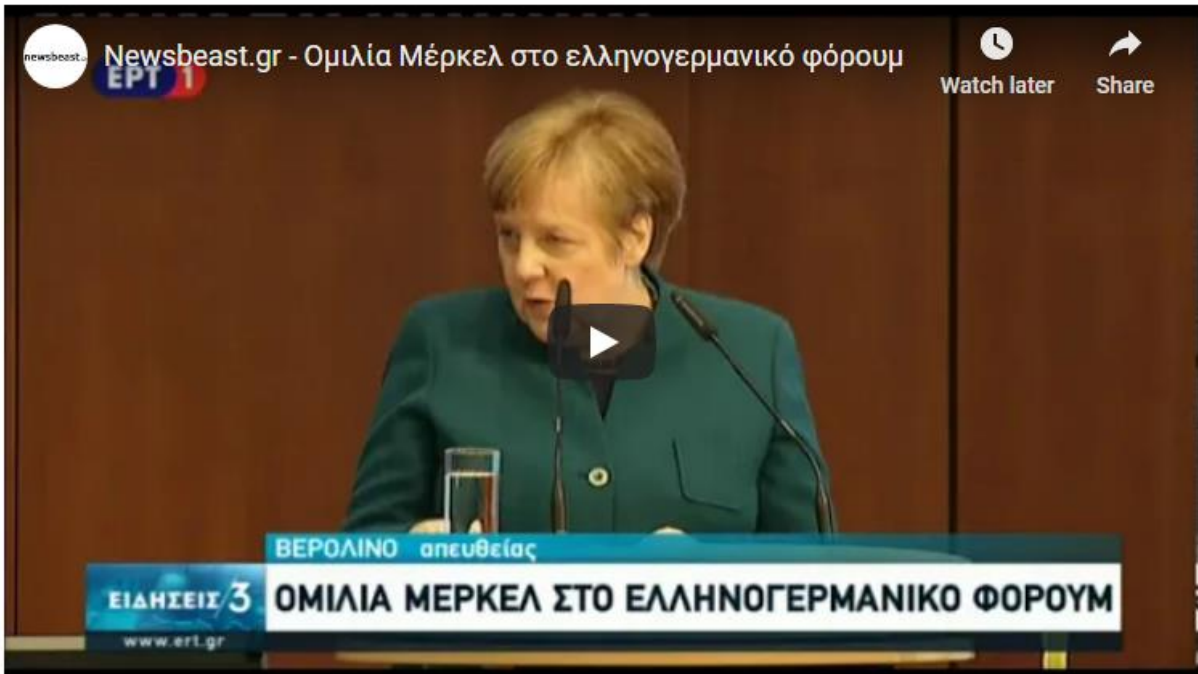 newsbeast.
Newsbeast.gr - Ομιλία Μέρκελ στο ελληνογερμανικό φόρουμ
Watch later
Share
ΕΡΤ 1
ΒΕΡΟΛΙΝΟ απευθείας
ΕΙΔΗΣΕΙΣ/3
ΟΜΙΛΙΑ ΜΕΡΚΕΛ ΣΤΟ ΕΛΛΗΝΟΓΕΡΜΑΝΙΚΟ ΦΟΡΟΥΜ
www.ert.gr